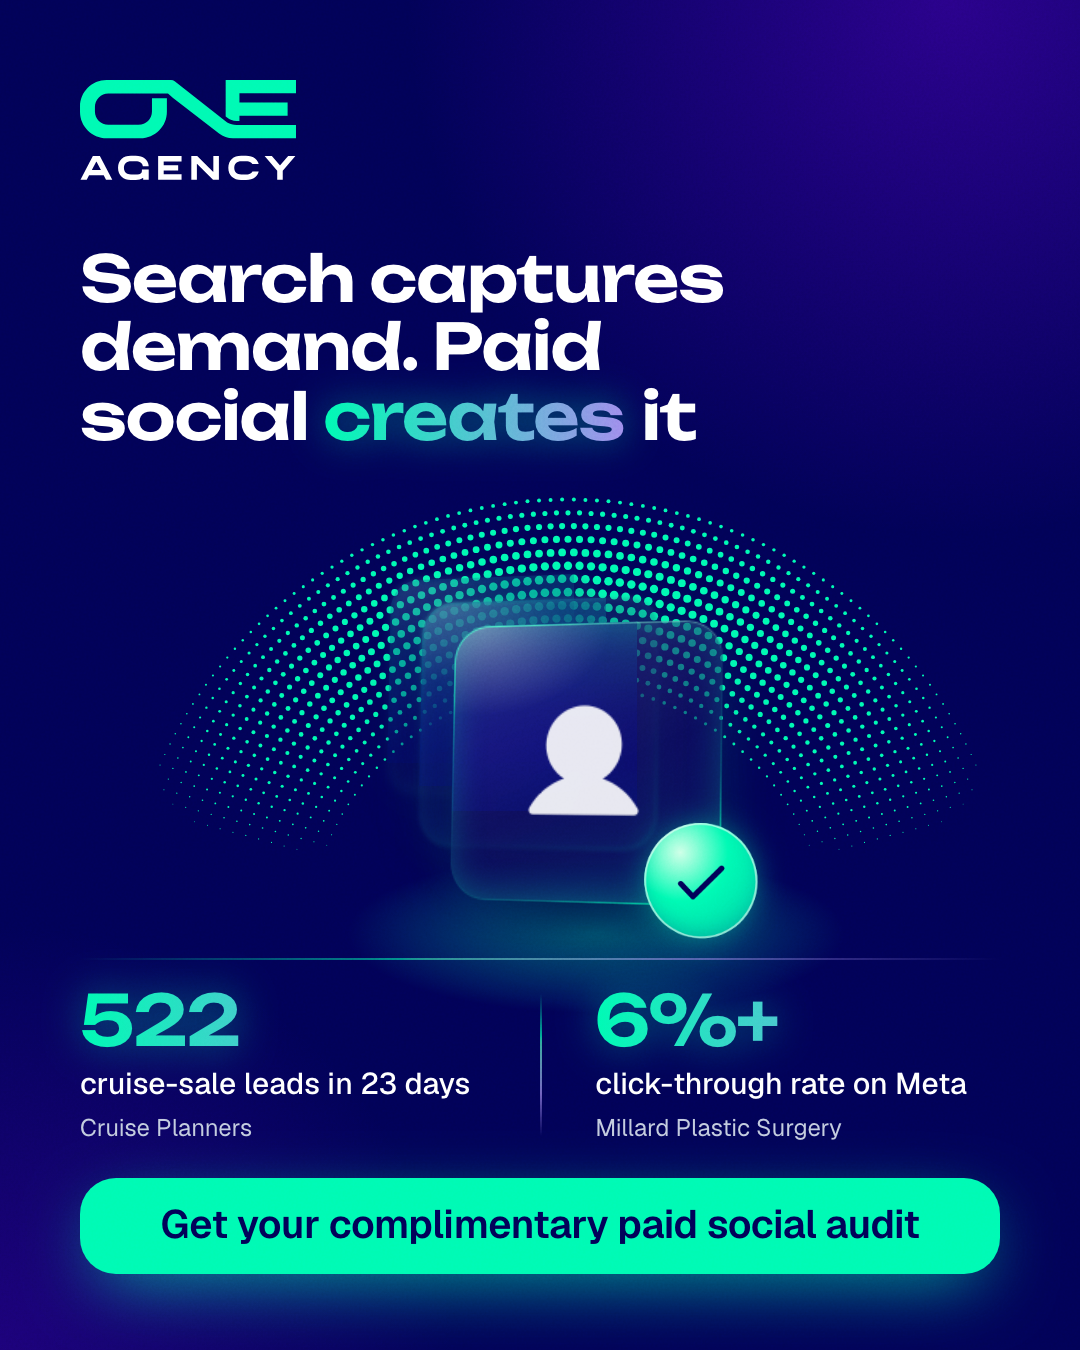 ONE
AGENCY
Search captures
demand. Paid
social creates it
522
cruise-sale leads in 23 days
Cruise Planners
6%+
click-through rate on Meta
Millard Plastic Surgery
Get your complimentary paid social audit